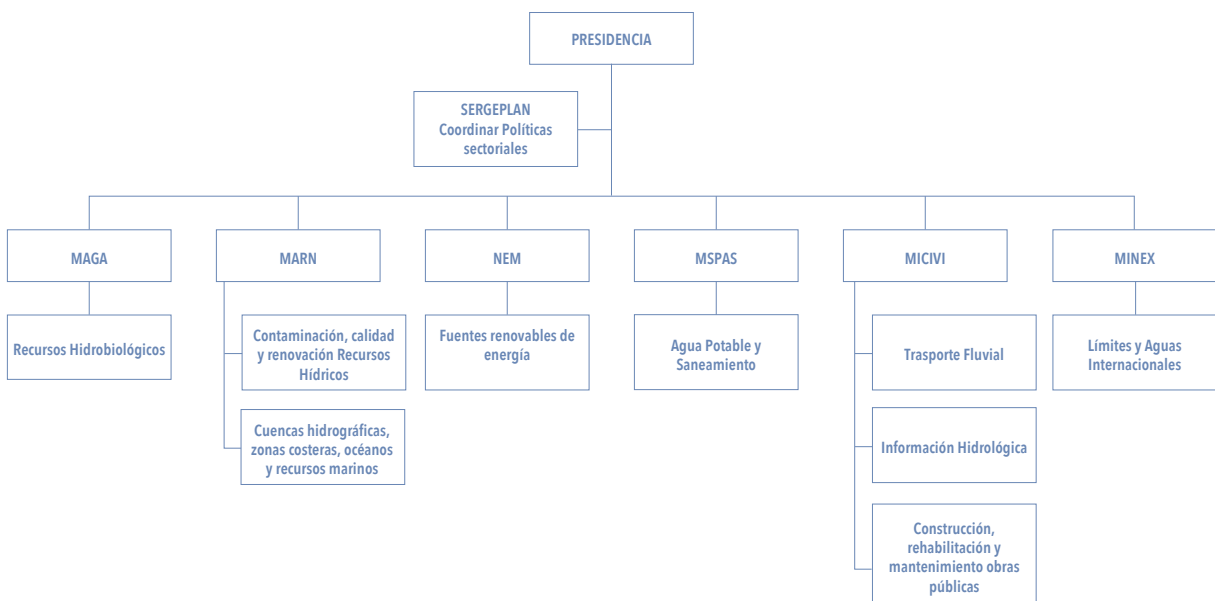 PRESIDENCIA
SERGEPLAN
Coordinar Políticas
sectoriales
MAGA
MARN
NEM
MSPAS
MICIVI
MINEX
Recursos Hidrobiológicos
Contaminación, calidad
y renovación Recursos
Hídricos
Fuentes renovables de
energía
Agua Potable y
Saneamiento
Trasporte Fluvial
Límites y Aguas
Internacionales
Cuencas hidrográficas,
zonas costeras, océanos
y recursos marinos
Información Hidrológica
Construcción,
rehabilitación y
mantenimiento obras
públicas